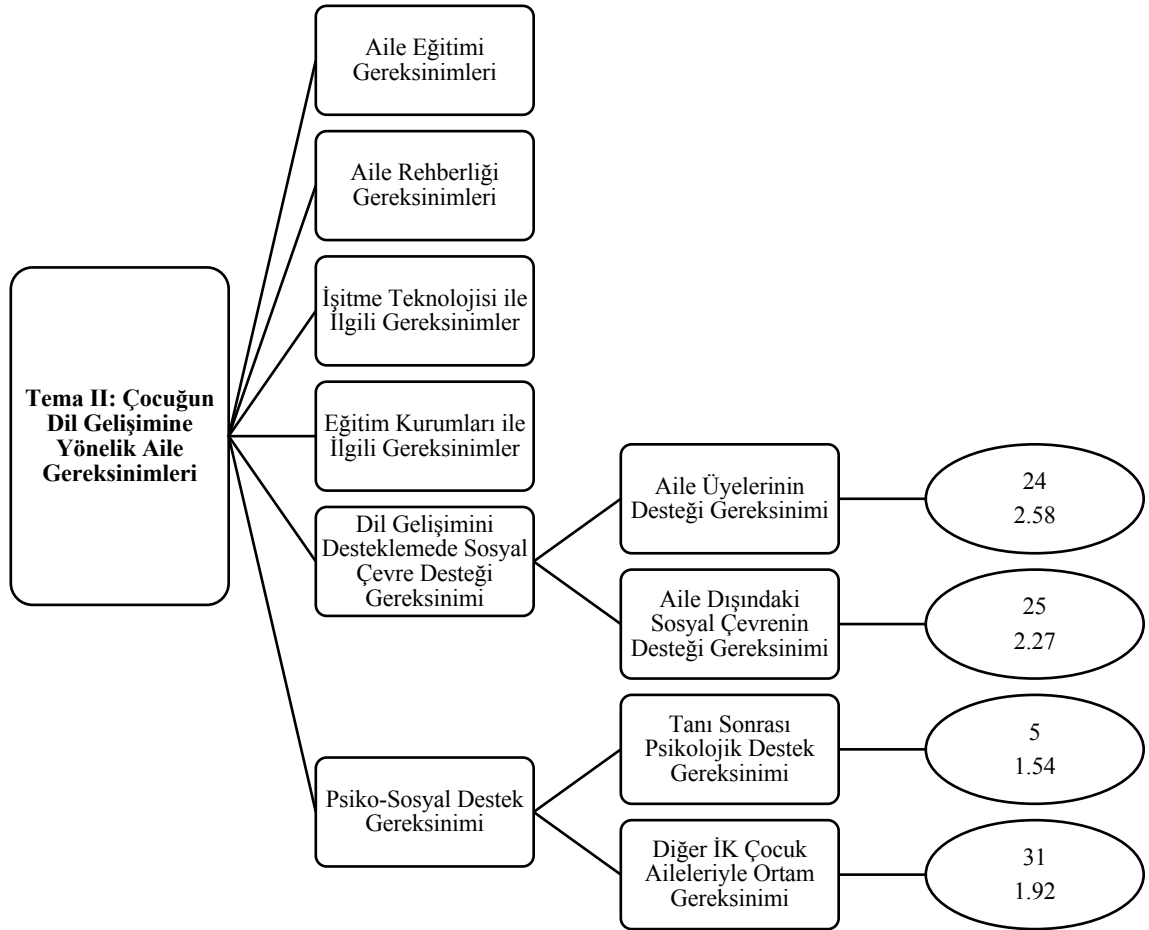 Tema II: Çocuğun
Dil Gelişimine
Yönelik Aile
Gereksinimleri
Aile Eğitimi
Gereksinimleri
Aile Rehberliği
Gereksinimleri
İşitme Teknolojisi ile
İlgili Gereksinimler
Eğitim Kurumları ile
İlgili Gereksinimler
Dil Gelişimini
Desteklemede Sosyal
Çevre Desteği
Gereksinimi
Aile Üyelerinin
Desteği Gereksinimi
24
2.58
Aile Dışındaki
Sosyal Çevrenin
Desteği Gereksinimi
25
2.27
Psiko-Sosyal Destek
Gereksinimi
Tanı Sonrası
Psikolojik Destek
Gereksinimi
5
1.54
Diğer İK Çocuk
Aileleriyle Ortam
Gereksinimi
31
1.92